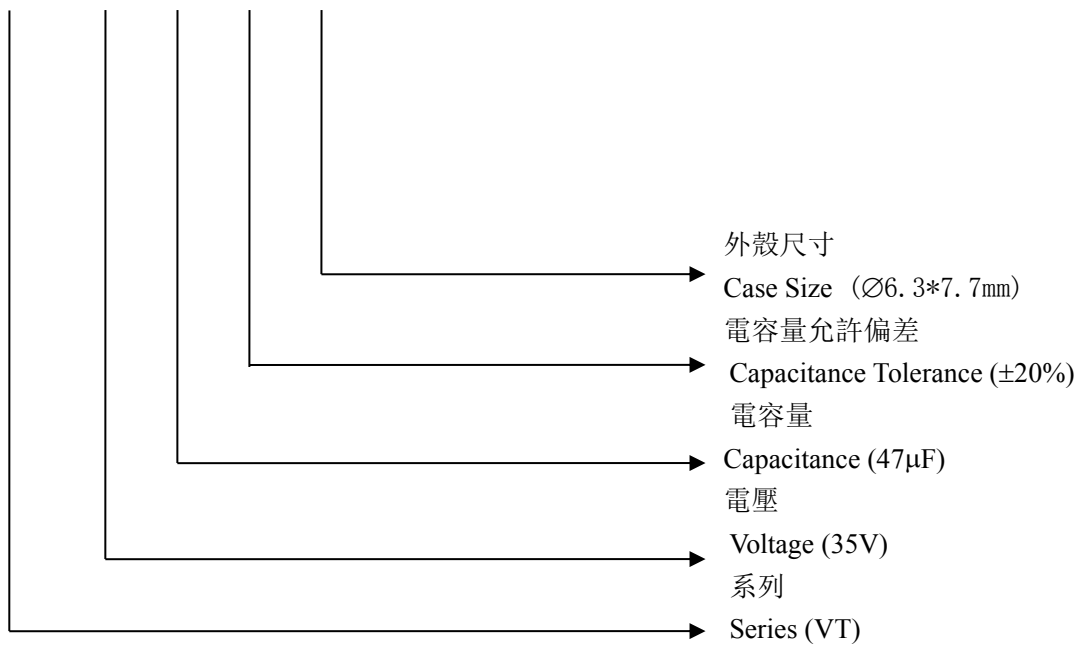 外殼尺寸
Case Size (∅6.3*7.7mm)
電容量允許偏差
Capacitance Tolerance (±20%)
電容量
Capacitance (47μF)
電壓
Voltage (35V)
系列
Series (VT)